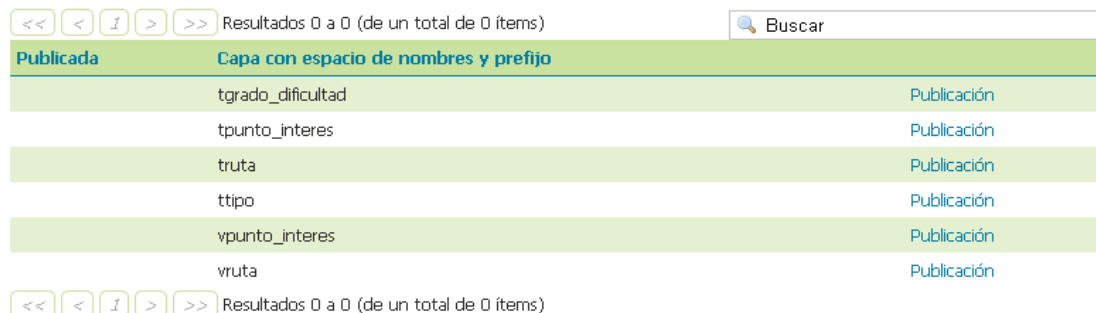 << < 1 > >> Resultados 0 a 0 (de un total de 0 ítems) Buscar
Publicada Capa con espacio de nombres y prefijo
tgrado_dificultad Publicación
tpunto_interes Publicación
truta Publicación
ttipo Publicación
vpunto_interes Publicación
vruta Publicación
<< < 1 > >> Resultados 0 a 0 (de un total de 0 ítems)